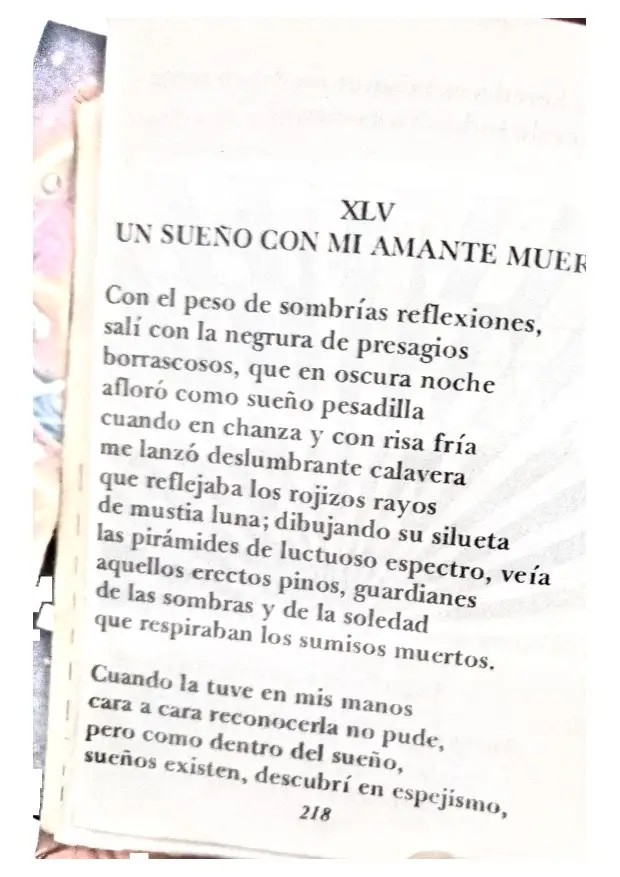 XLV
UN SUEÑO CON MI AMANTE MUER
Con el peso de sombrías reflexiones,
salí con la negrura de presagios
borrascosos, que en oscura noche
afloró como sueño pesadilla
cuando en chanza y con risa fría
me lanzó deslumbrante calavera
que reflejaba los rojizos rayos
de mustia luna; dibujando su silueta
las pirámides de luctuoso espectro, veía
aquellos erectos pinos, guardianes
de las sombras y de la soledad
que respiraban los sumisos muertos.
Cuando la tuve en mis manos
cara a cara reconocerla no pude,
pero como dentro del sueño,
sueños existen, descubrí en espejismo,
218